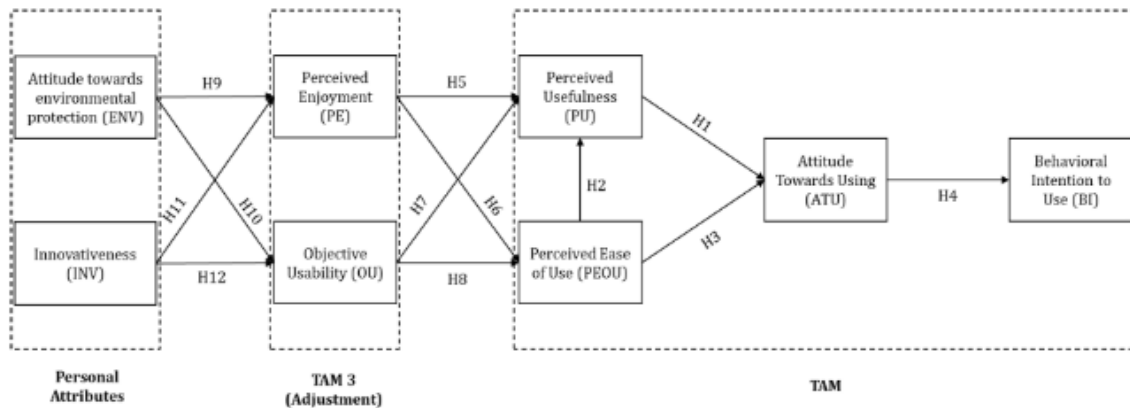 Attitude towards
environmental
protection (ENV)
Innovativeness
(INV)
H9
H11
H10
H12
Perceived
Enjoyment
(PE)
Objective
Usability (OU)
H5
H7
H6
H8
Perceived
Usefulness
(PU)
H2
Perceived Ease
of Use (PEOU)
H1
H3
Attitude
Towards Using
(ATU)
H4
Behavioral
Intention to
Use (BI)
Personal
Attributes
TAM 3
(Adjustment)
TAM